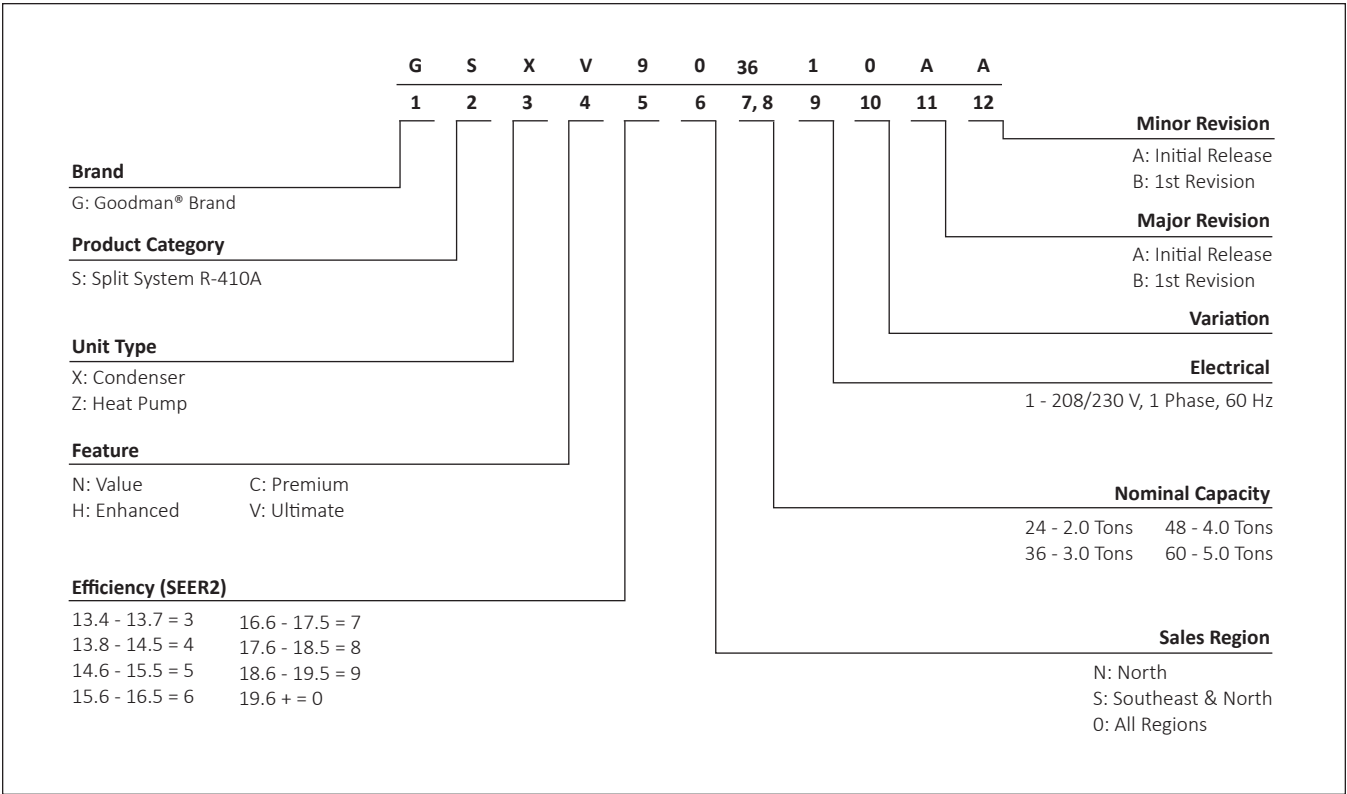 G S X V 9 0 36 1 0 A A
1 2 3 4 5 6 7, 8 9 10 11 12
Brand
G: Goodman® Brand
Product Category
S: Split System R-410A
Unit Type
X: Condenser
Z: Heat Pump
Feature
N: Value C: Premium
H: Enhanced V: Ultimate
Efficiency (SEER2)
13.4 - 13.7 = 3 16.6 - 17.5 = 7
13.8 - 14.5 = 4 17.6 - 18.5 = 8
14.6 - 15.5 = 5 18.6 - 19.5 = 9
15.6 - 16.5 = 6 19.6 + = 0
Minor Revision
A: Initial Release
B: 1st Revision
Major Revision
A: Initial Release
B: 1st Revision
Variation
Electrical
1 - 208/230 V, 1 Phase, 60 Hz
Nominal Capacity
24 - 2.0 Tons 48 - 4.0 Tons
36 - 3.0 Tons 60 - 5.0 Tons
Sales Region
N: North
S: Southeast & North
0: All Regions